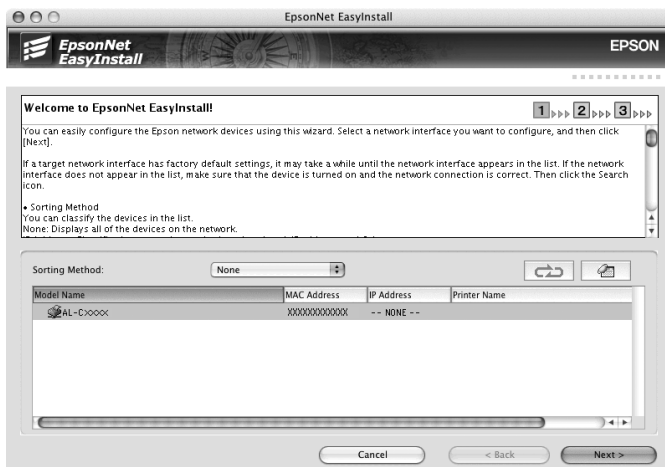 EpsonNet EasyInstall
EpsonNet
EasyInstall
EPSON
Welcome to EpsonNet EasyInstall!
1 2 3
You can easily configure the Epson network devices using this wizard. Select a network interface you want to configure, and then click
[Next].
If a target network interface has factory default settings, it may take a while until the network interface appears in the list. If the network
interface does not appear in the list, make sure that the device is turned on and the network connection is correct. Then click the Search
icon.
• Sorting Method
You can classify the devices in the list.
None: Displays all of the devices on the network.
Sorting Method: None
Model Name MAC Address IP Address Printer Name
AL-CXXXX XXXXXXXXXXXX -- NONE --
Cancel < Back Next >